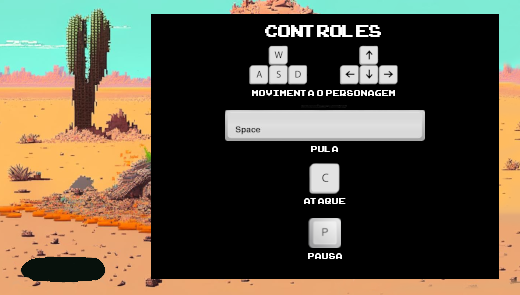 CONTROLES
W ↑
A S D ← ↓ →
MOVIMENTA O PERSONAGEM
Space
PULA
C
ATAQUE
P
PAUSA